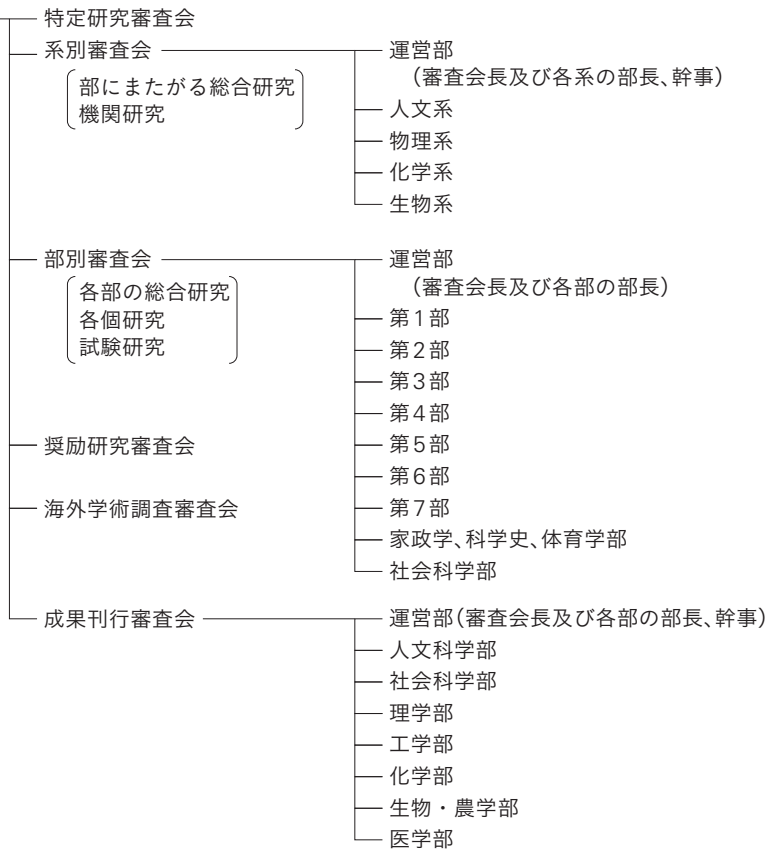 特定研究審査会
系別審査会
部にまたがる総合研究
機関研究
運営部
(審査会長及び各系の部長、幹事)
人文系
物理系
化学系
生物系
部別審査会
各部の総合研究
各個研究
試験研究
運営部
(審査会長及び各部の部長)
第1部
第2部
第3部
第4部
第5部
第6部
第7部
家政学、科学史、体育学部
社会科学部
奨励研究審査会
海外学術調査審査会
成果刊行審査会
運営部(審査会長及び各部の部長、幹事)
人文科学部
社会科学部
理学部
工学部
化学部
生物・農学部
医学部